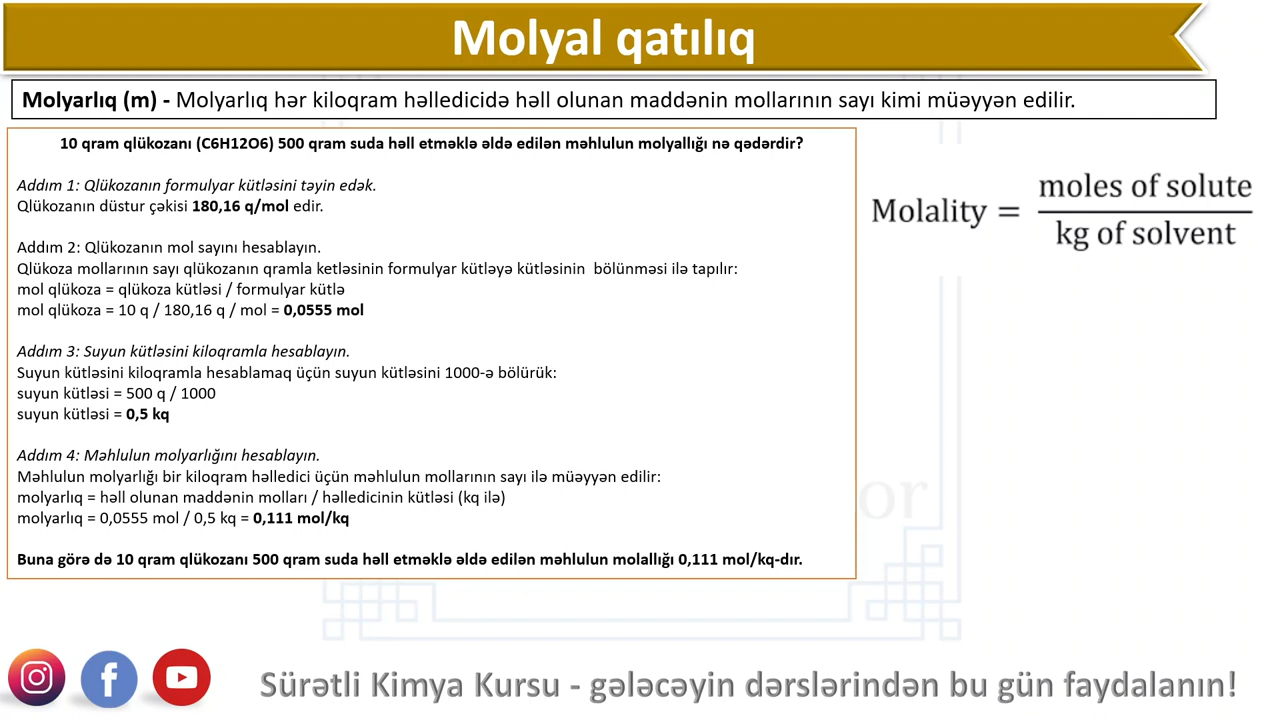 Molyal qatılıq
Molyarlıq (m) - Molyarlıq hər kiloqram həlledicidə həll olunan maddənin mollarının sayı kimi müəyyən edilir.
10 qram qlükozanı (C6H12O6) 500 qram suda həll etməklə əldə edilən məhlulun molyallığı nə qədərdir?
Addım 1: Qlükozanın formulyar kütləsini təyin edək.
Qlükozanın düstur çəkisi 180,16 q/mol edir.
Addım 2: Qlükozanın mol sayını hesablayın.
Qlükoza mollarının sayı qlükozanın qramla ketləsinin formulyar kütləyə kütləsinin bölünməsi ilə tapılır:
mol qlükoza = qlükoza kütləsi / formulyar kütlə
mol qlükoza = 10 q / 180,16 q / mol = 0,0555 mol
Addım 3: Suyun kütləsini kiloqramla hesablayın.
Suyun kütləsini kiloqramla hesablamaq üçün suyun kütləsini 1000-ə bölürük:
suyun kütləsi = 500 q / 1000
suyun kütləsi = 0,5 kq
Addım 4: Məhlulun molyarlığını hesablayın.
Məhlulun molyarlığı bir kiloqram həlledici üçün məhlulun mollarının sayı ilə müəyyən edilir:
molyarlıq = həll olunan maddənin molları / həlledicinin kütləsi (kq ilə)
molyarlıq = 0,0555 mol / 0,5 kq = 0,111 mol/kq
Buna görə də 10 qram qlükozanı 500 qram suda həll etməklə əldə edilən məhlulun molallığı 0,111 mol/kq-dır.
moles of solute
Molality =
kg of solvent
Sürətli Kimya Kursu - gələcəyin dərslərindən bu gün faydalanın!